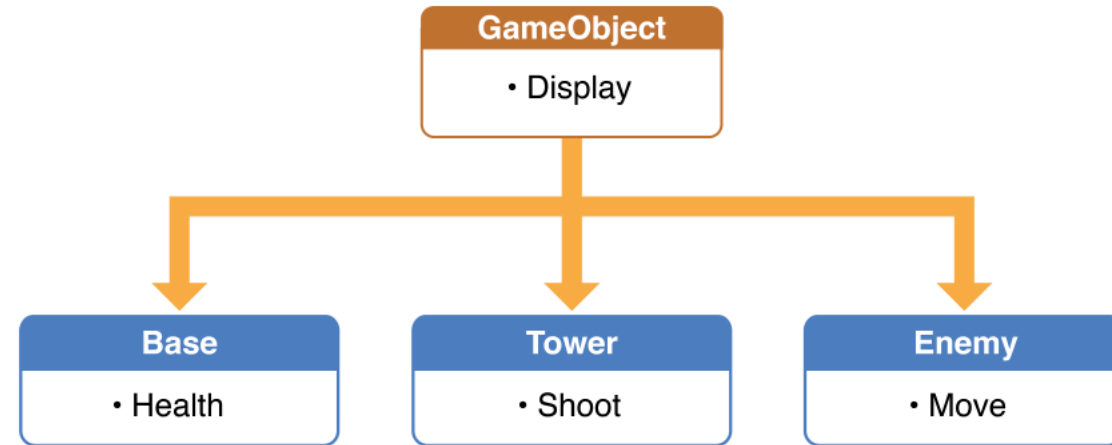 GameObject
• Display
Base
• Health
Tower
• Shoot
Enemy
• Move